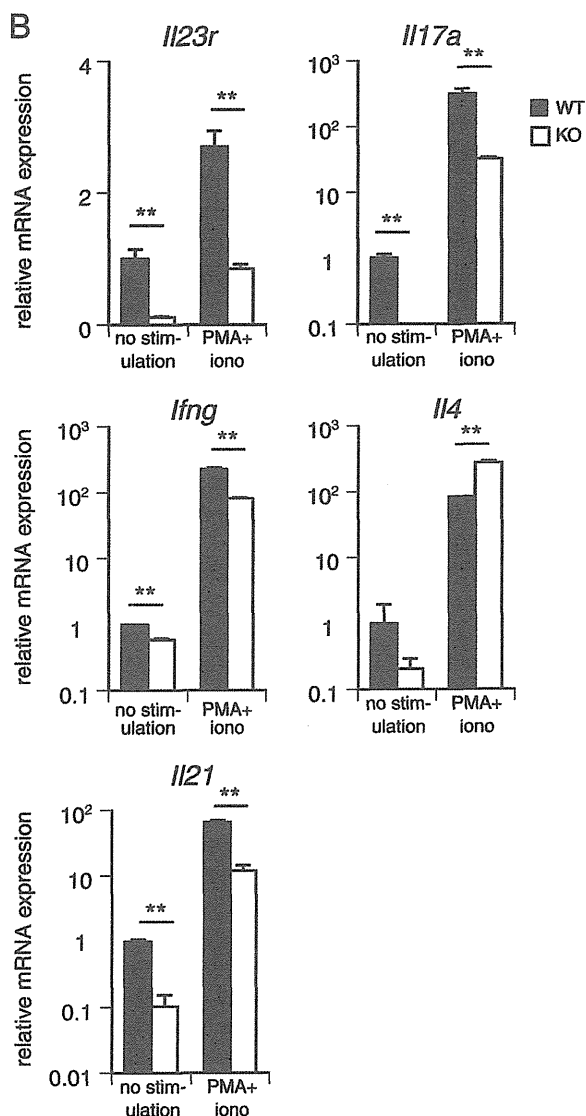 B
Il23r
relative mRNA expression
4
2
0
**
**
no stim-
ulation
PMA+
iono
Il17a
10³
10²
10
1
0.1
**
**
no stim-
ulation
PMA+
iono
WT
KO
Ifng
relative mRNA expression
10³
10²
10
1
0.1
**
**
no stim-
ulation
PMA+
iono
Il4
10³
10²
10
1
0.1
**
no stim-
ulation
PMA+
iono
Il21
relative mRNA expression
10²
10
1
0.1
0.01
**
**
no stim-
ulation
PMA+
iono